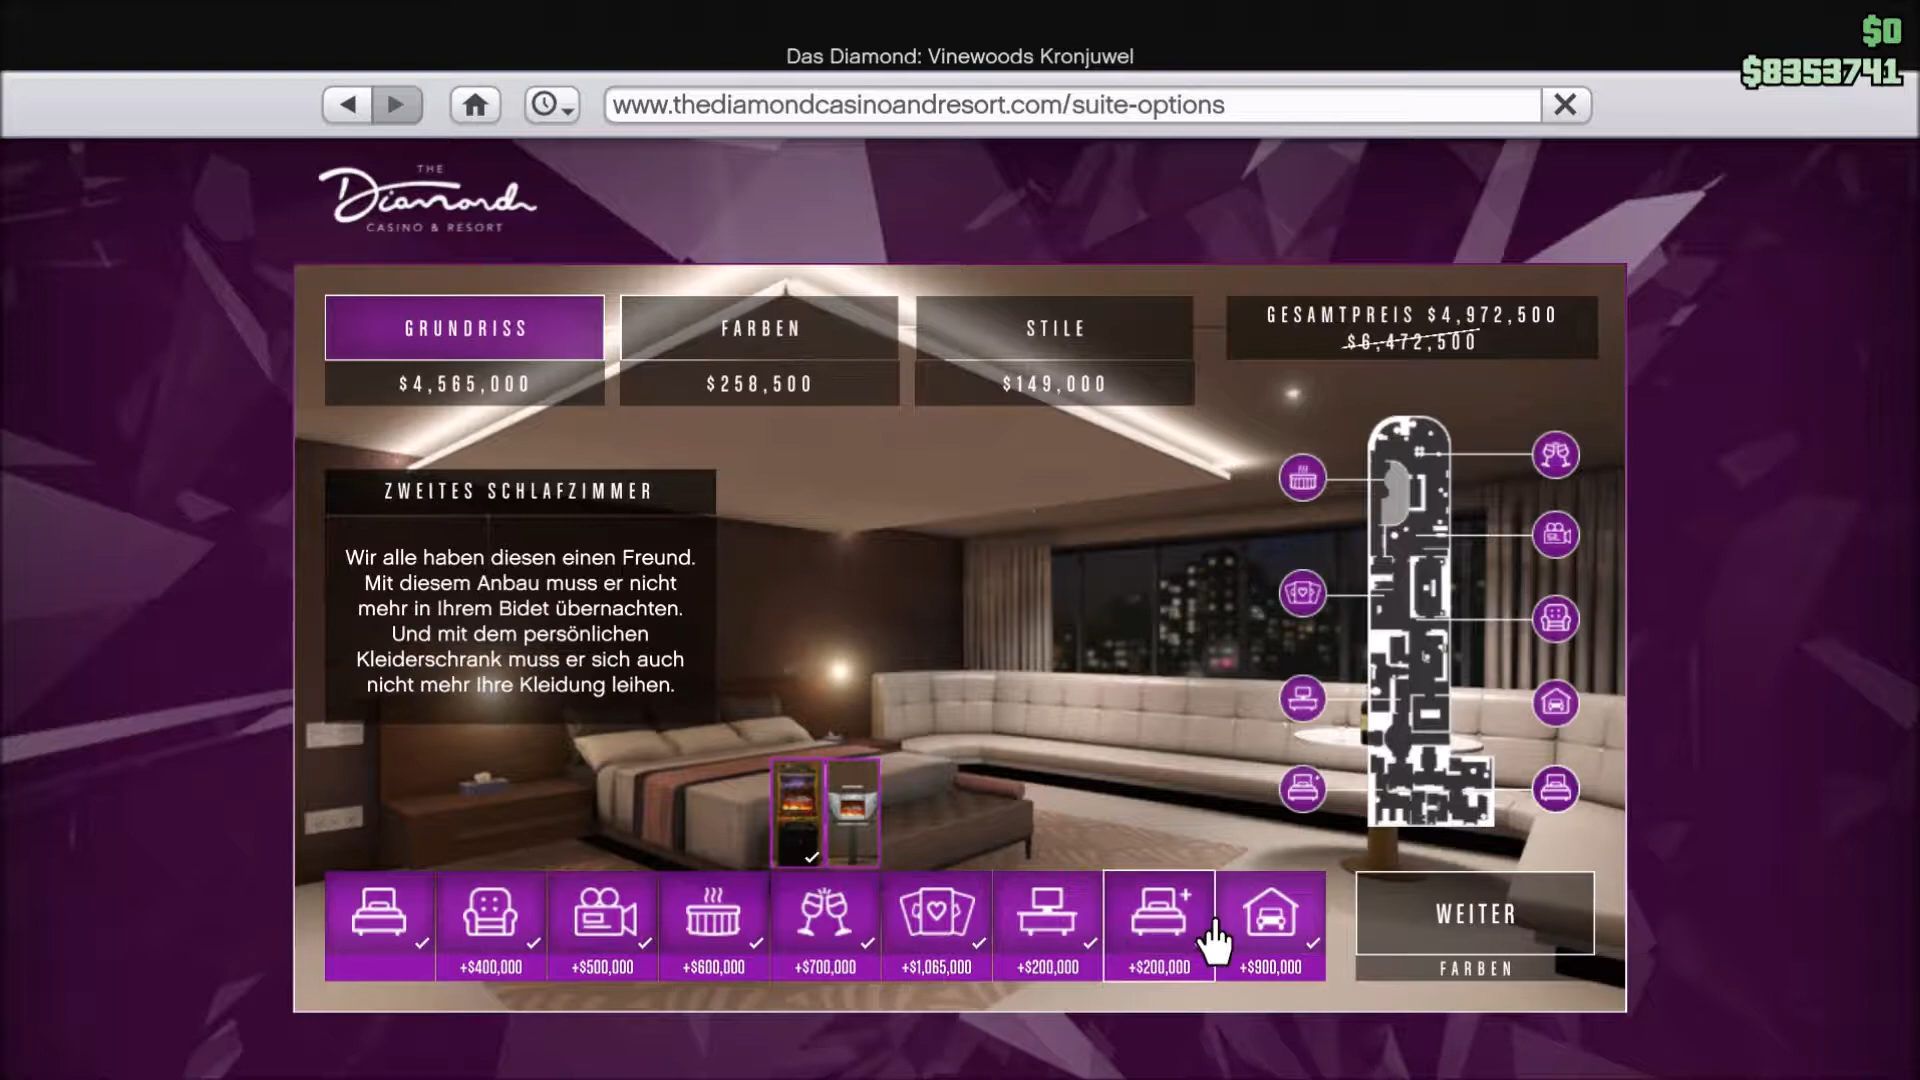 $0
Das Diamond: Vinewoods Kronjuwel
$8353741
www.thediamondcasinoandresort.com/suite-options
THE
Diamond
CASINO & RESORT
GRUNDRISS
FARBEN
STILE
GESAMTPREIS $4,972,500
$6,472,500
$4,565,000
$258,500
$149,000
ZWEITES SCHLAFZIMMER
Wir alle haben diesen einen Freund.
Mit diesem Anbau muss er nicht
mehr in Ihrem Bidet übernachten.
Und mit dem persönlichen
Kleiderschrank muss er sich auch
nicht mehr Ihre Kleidung leihen.
+$400,000
+$500,000
+$600,000
+$700,000
+$1,065,000
+$200,000
+$200,000
+$900,000
WEITER
FARBEN